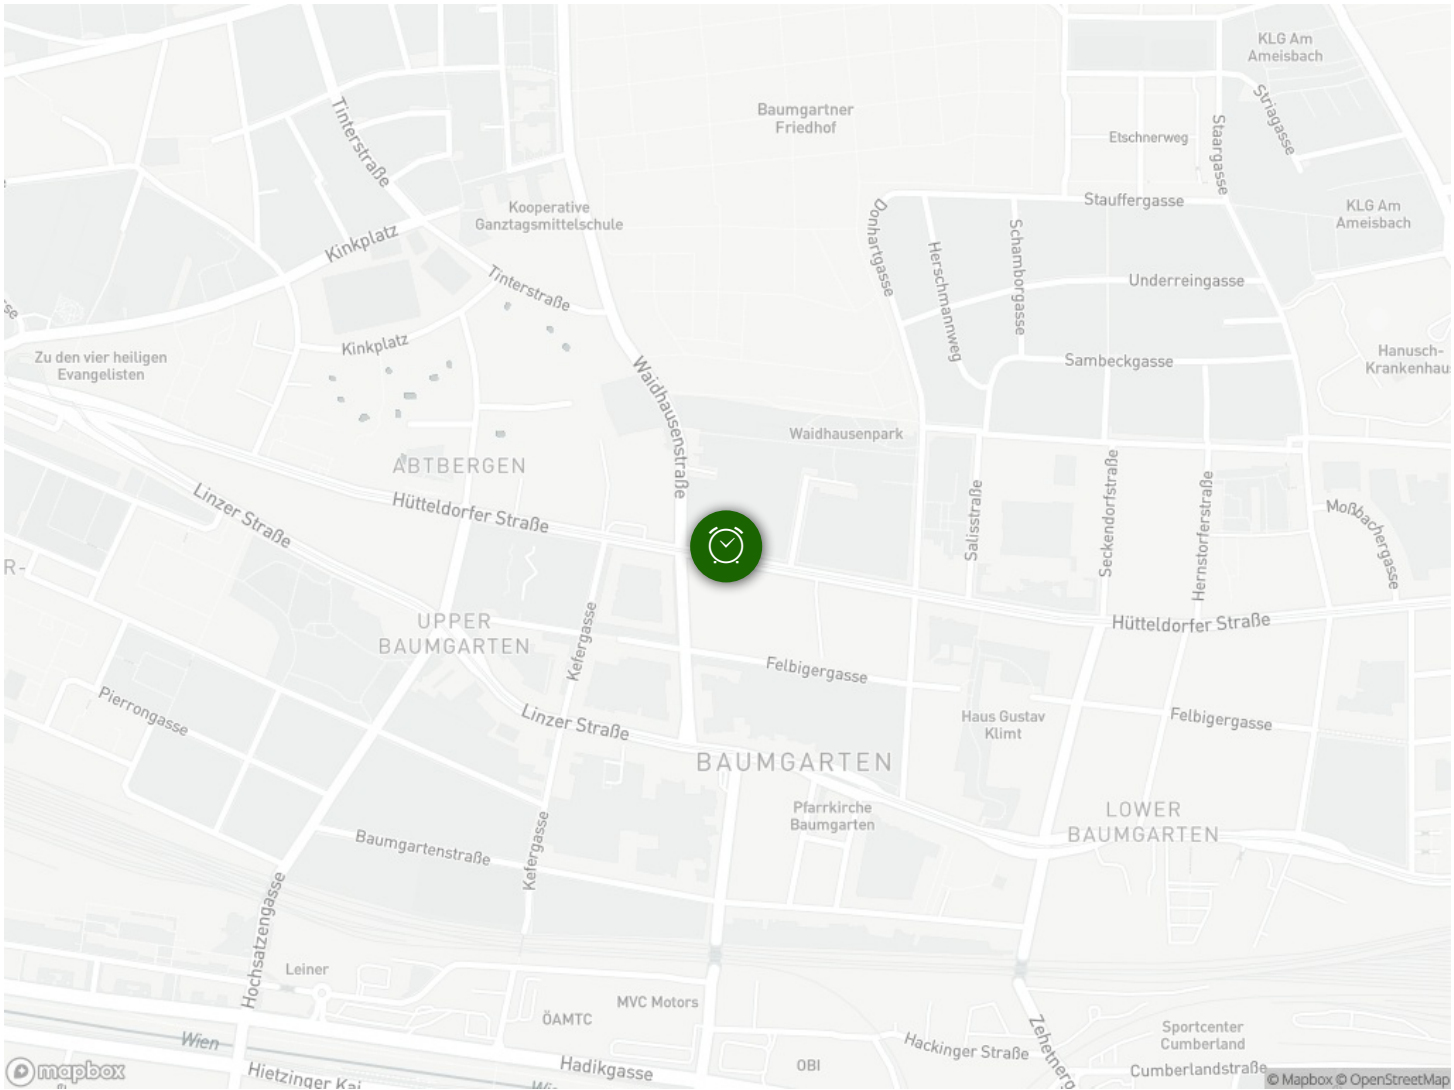 KLG Am
Ameisbach
Tinterstraße
Baumgartner
Friedhof
Striagasse
Staargasse
Etschnerweg
Kooperative
Ganztagsmittelschule
Stauffergasse
KLG Am
Ameisbach
Kinkplatz
Donhartgasse
Herschmannweg
Schamborgasse
Tinterstraße
Underreingasse
Kinkplatz
Zu den vier heiligen
Evangelisten
Waidhausenstraße
Sambeckgasse
Hanusch-
Krankenhau
Waidhausenpark
ABTBERGEN
Linzer Straße
Hütteldorfer Straße
Salisstraße
Seckendorfstraße
Hernstorferstraße
Moßbachergasse
R-
UPPER
BAUMGARTEN
Kefergasse
Hütteldorfer Straße
Felbigergasse
Pierrongasse
Linzer Straße
Haus Gustav
Klimt
Felbigergasse
BAUMGARTEN
Pfarrkirche
Baumgarten
LOWER
BAUMGARTEN
Baumgartenstraße
Kefergasse
Hochsatzengasse
Leiner
MVC Motors
ÖAMTC
Wien
Hadikgasse
Hietzinger Kai
OBI
Hackinger Straße
Zehetnerg
Sportcenter
Cumberland
Cumberlandstraße
mapbox
© Mapbox © OpenStreetMap